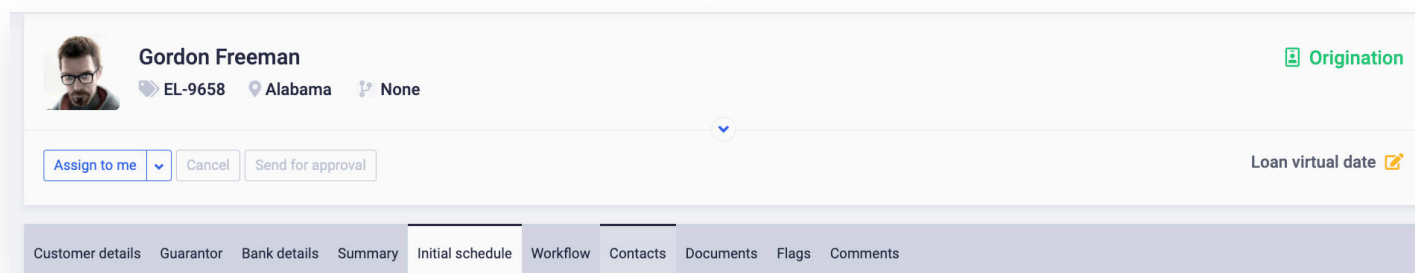 Gordon Freeman
Origination
EL-9658 Alabama None
Assign to me Cancel Send for approval
Loan virtual date
Customer details Guarantor Bank details Summary Initial schedule Workflow Contacts Documents Flags Comments